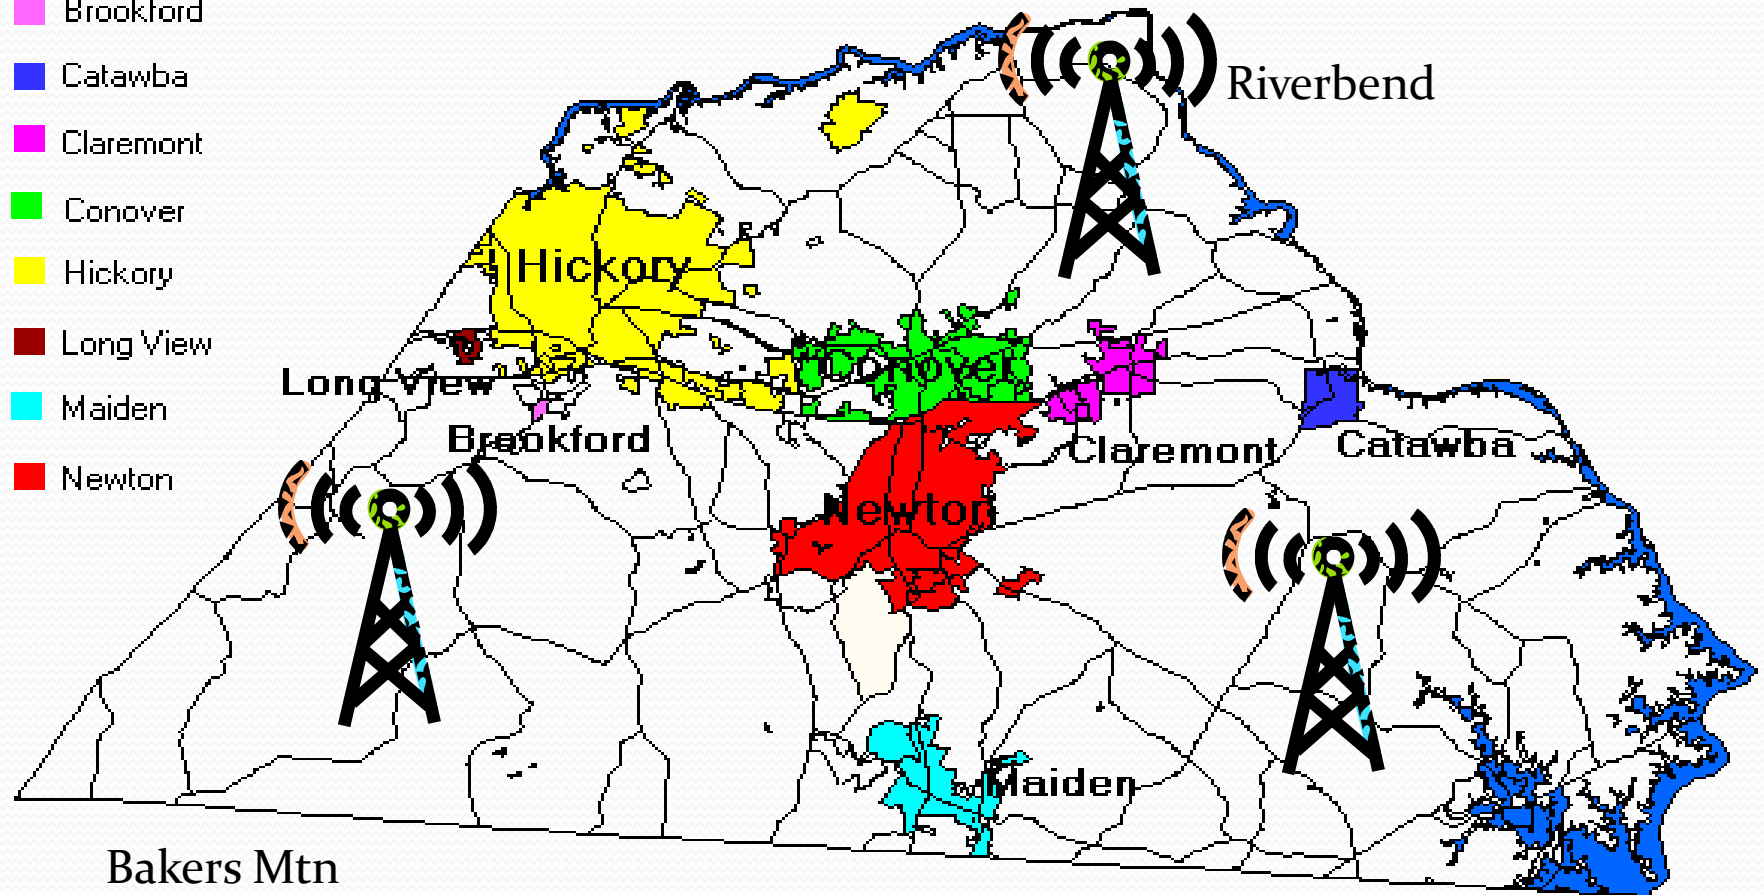 Brookford
Catawba
Claremont
Conover
Hickory
Long View
Maiden
Newton
Riverbend
Hickory
Conover
Long View
Brookford
Claremont
Catawba
Newton
Maiden
Bakers Mtn